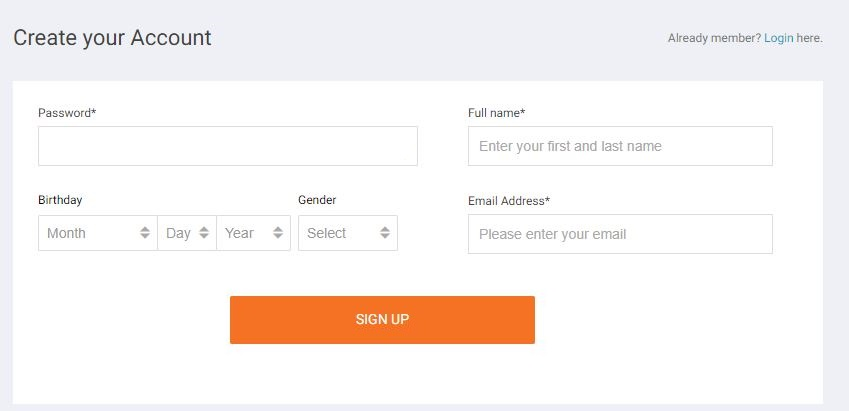 Create your Account
Already member? Login here.
Password*
Full name*
Enter your first and last name
Birthday
Gender
Month
Day
Year
Select
Email Address*
Please enter your email
SIGN UP